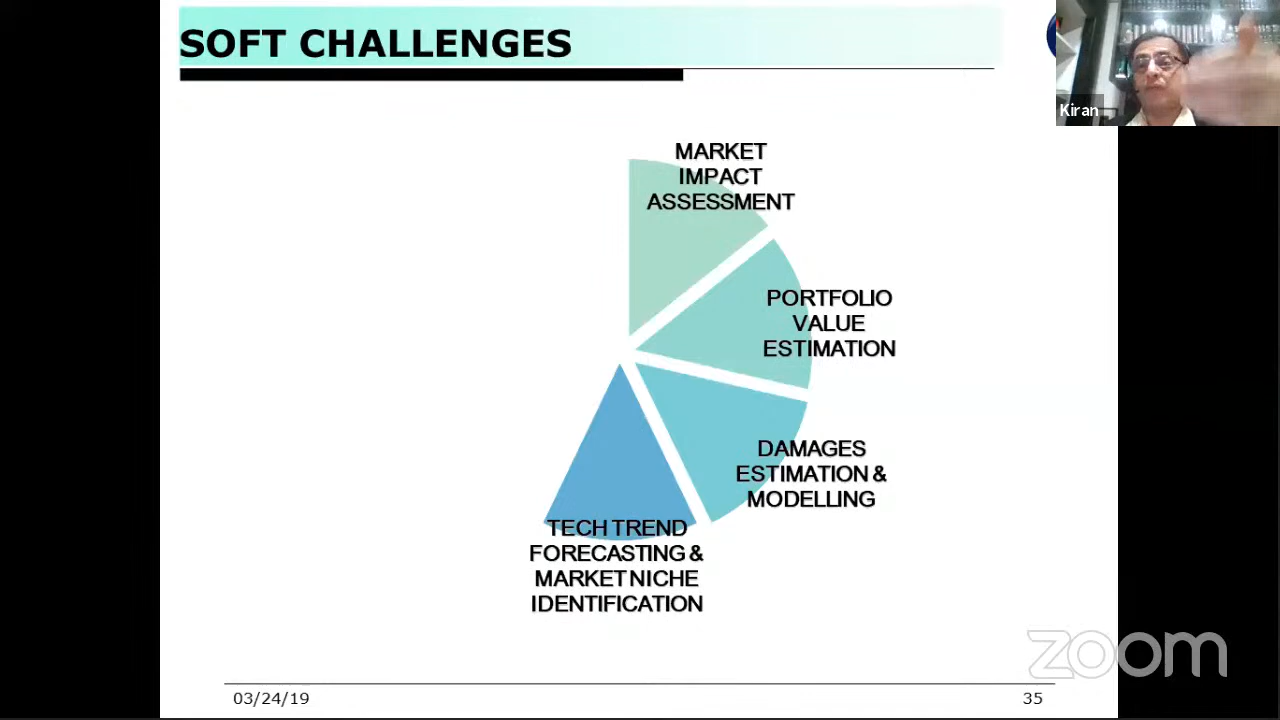 SOFT CHALLENGES
Kiran
MARKET
IMPACT
ASSESSMENT
PORTFOLIO
VALUE
ESTIMATION
DAMAGES
ESTIMATION &
MODELLING
TECH TREND
FORECASTING &
MARKET NICHE
IDENTIFICATION
zoom
03/24/19
35